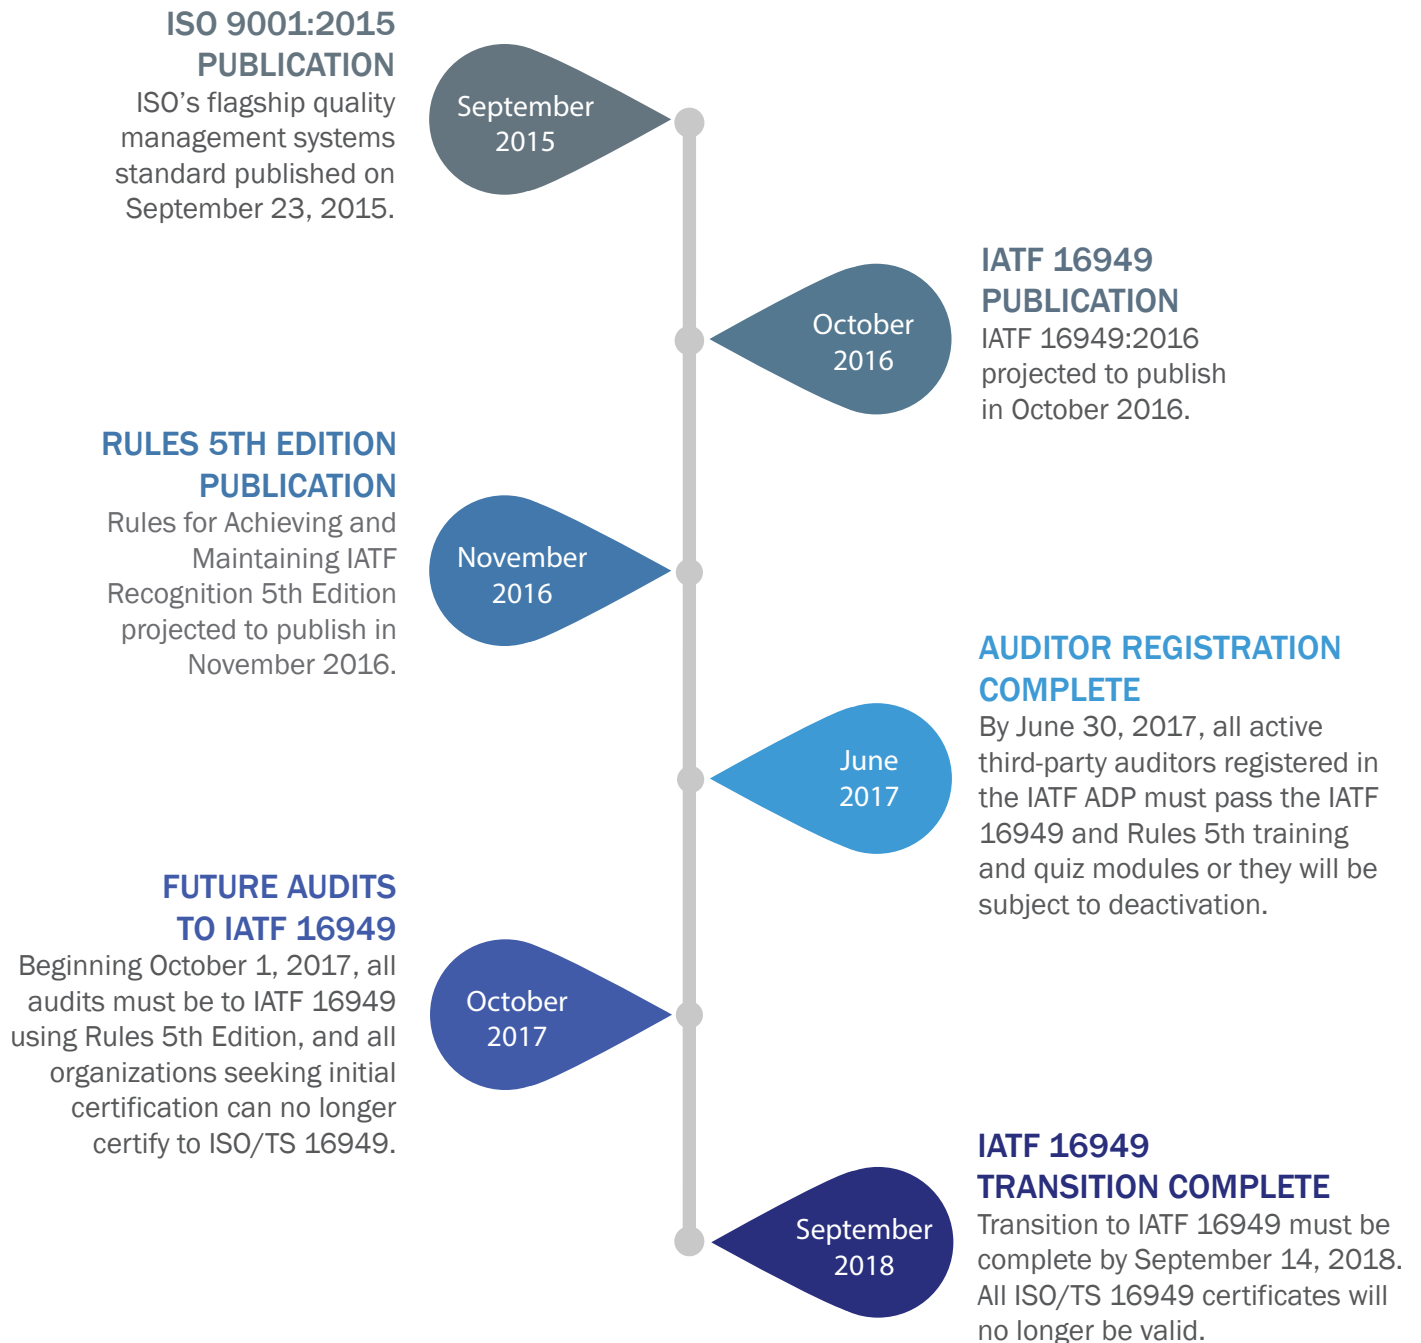 ISO 9001:2015
PUBLICATION
ISO's flagship quality
management systems
standard published on
September 23, 2015.
September
2015
IATF 16949
PUBLICATION
IATF 16949:2016
projected to publish
in October 2016.
October
2016
RULES 5TH EDITION
PUBLICATION
Rules for Achieving and
Maintaining IATF
Recognition 5th Edition
projected to publish in
November 2016.
November
2016
AUDITOR REGISTRATION
COMPLETE
By June 30, 2017, all active
third-party auditors registered in
the IATF ADP must pass the IATF
16949 and Rules 5th training
and quiz modules or they will be
subject to deactivation.
June
2017
FUTURE AUDITS
TO IATF 16949
Beginning October 1, 2017, all
audits must be to IATF 16949
using Rules 5th Edition, and all
organizations seeking initial
certification can no longer
certify to ISO/TS 16949.
October
2017
IATF 16949
TRANSITION COMPLETE
Transition to IATF 16949 must be
complete by September 14, 2018.
All ISO/TS 16949 certificates will
no longer be valid.
September
2018